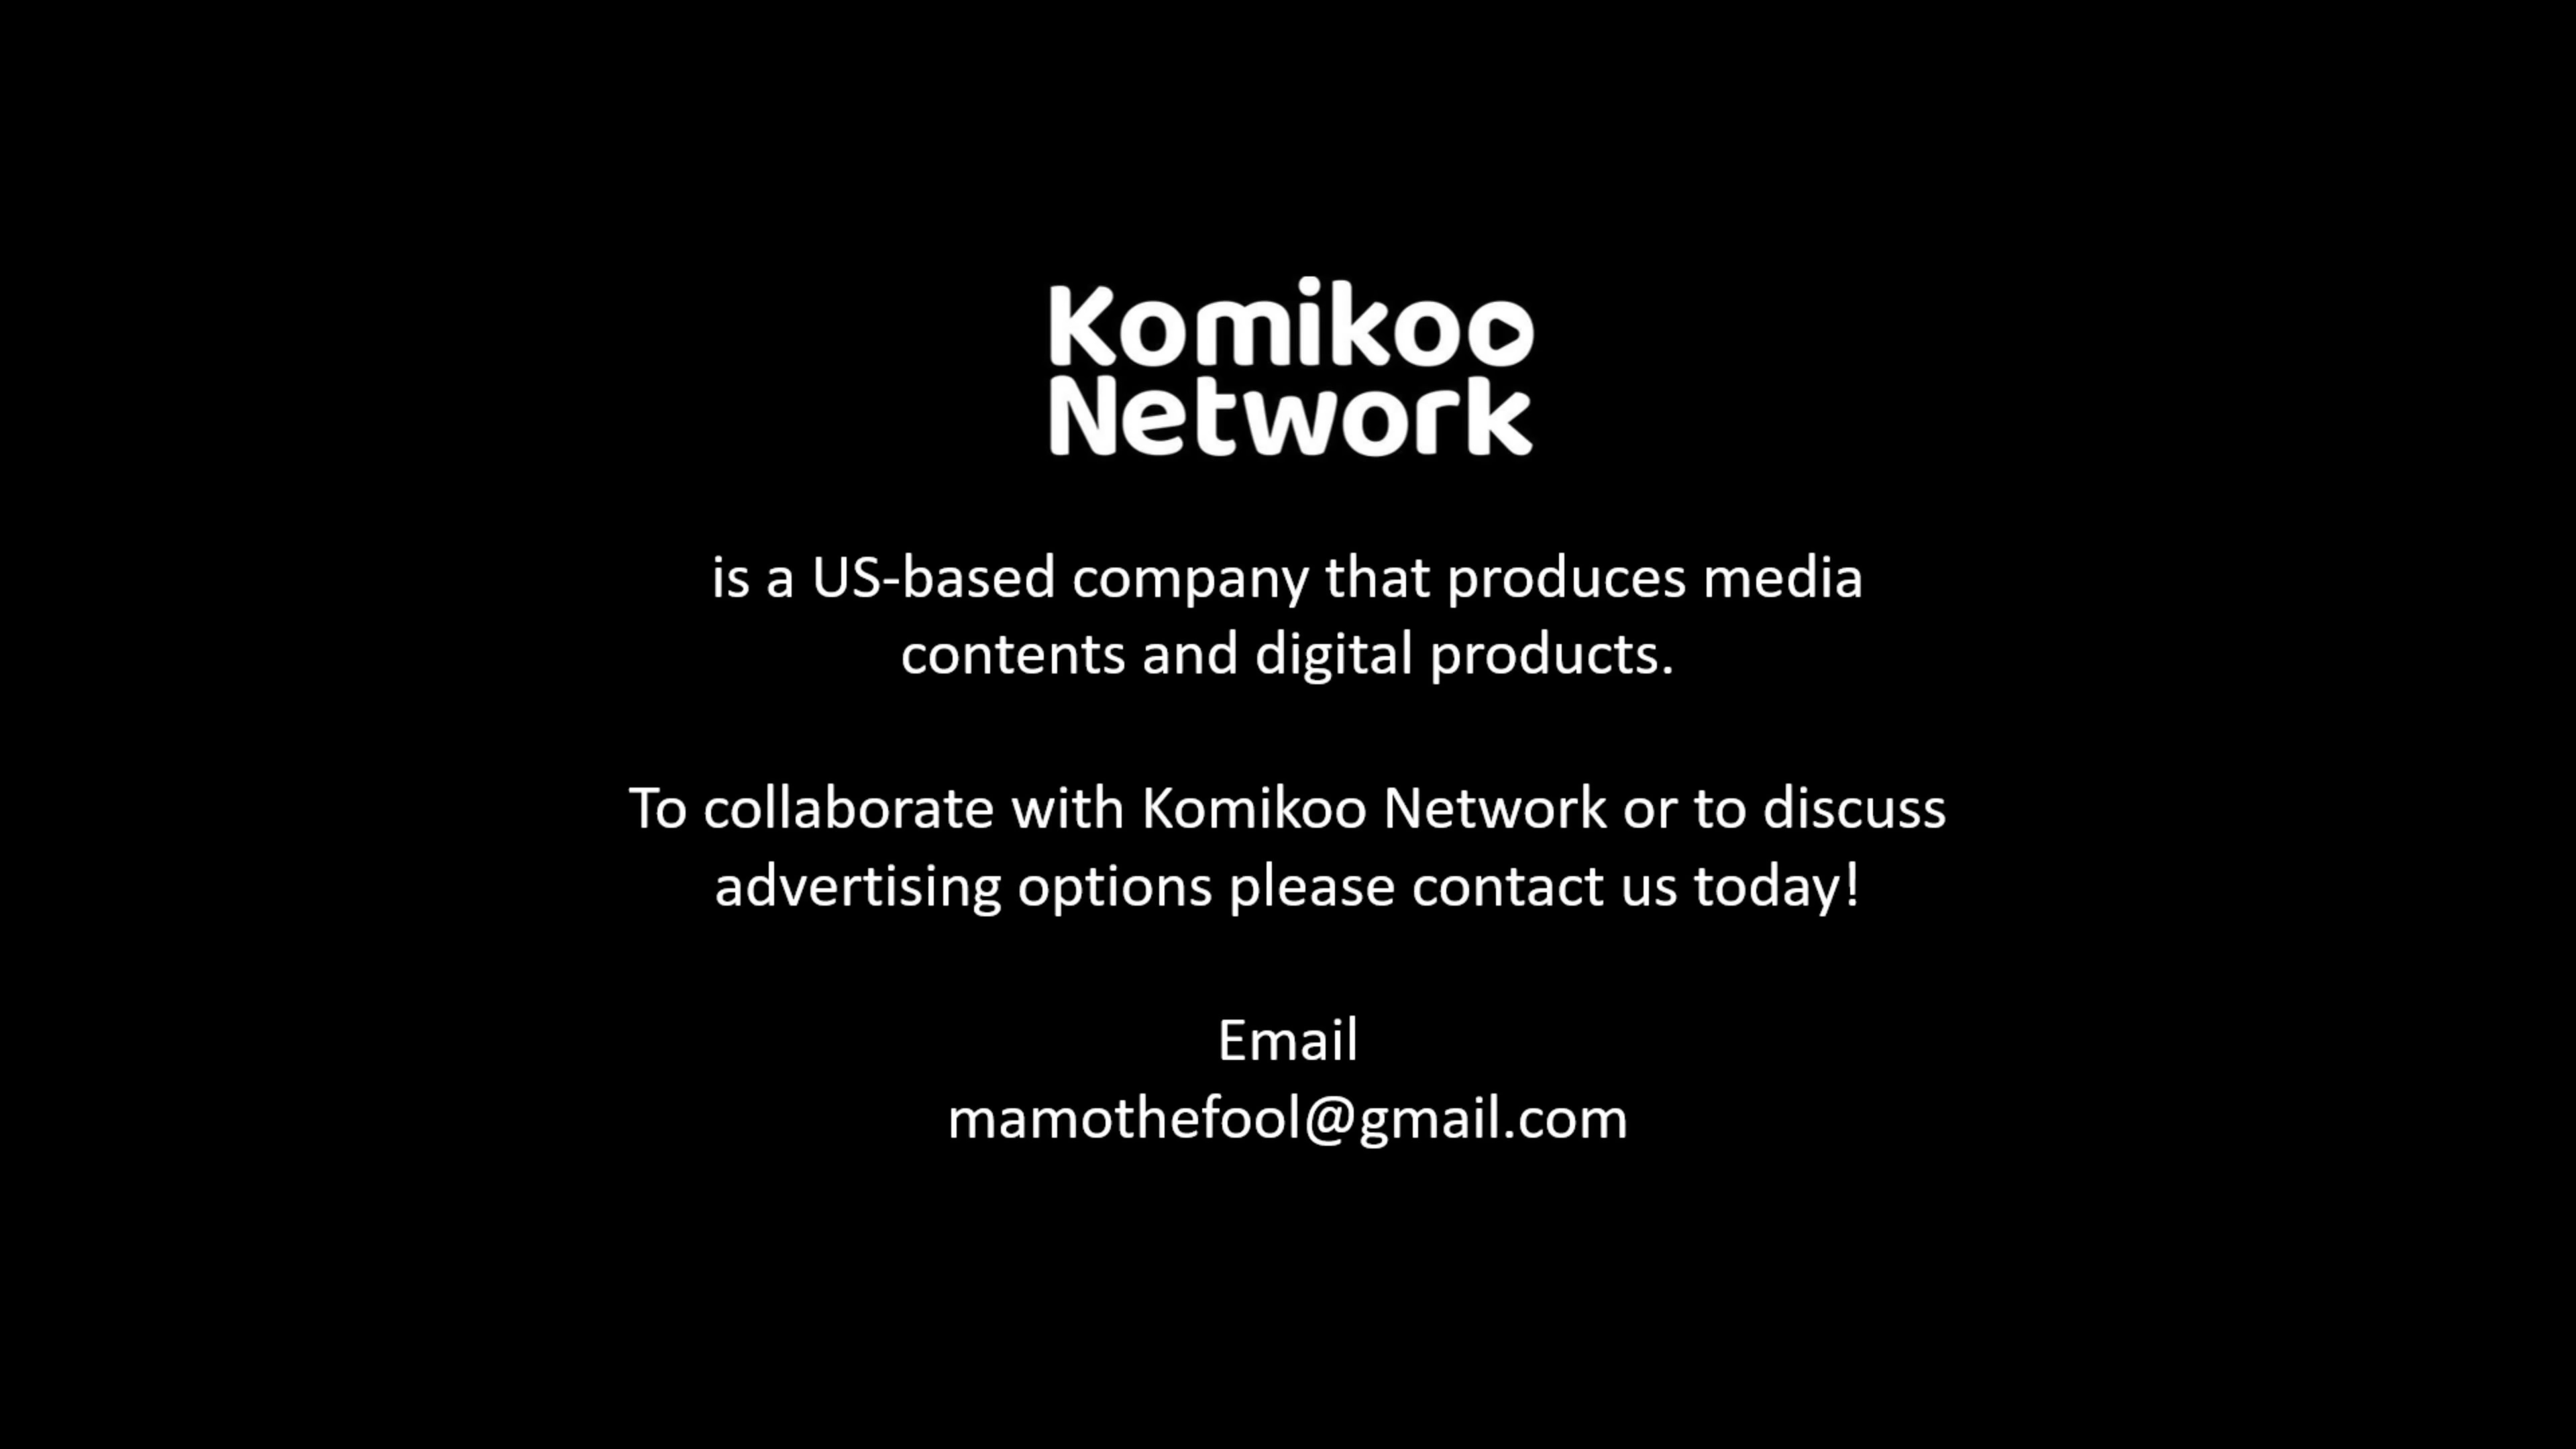 Komikoo
Network
is a US-based company that produces media
contents and digital products.
To collaborate with Komikoo Network or to discuss
advertising options please contact us today!
Email
mamothefool@gmail.com